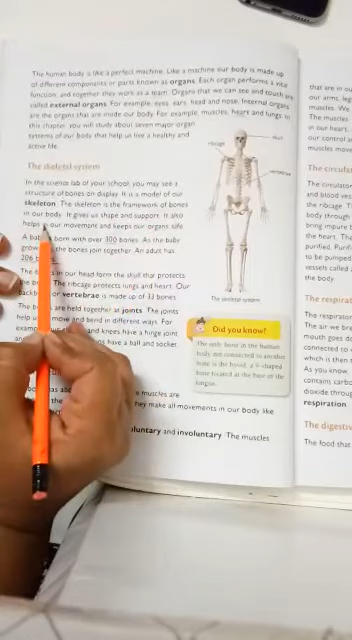 The human body is like a perfect machine. Like a machine our body is made up
of different components or parts known as organs. Each organ performs a
function, and together they work as a team. Organs that we can see and touch are
called external organs. For example, eyes, ears, head and nose. Internal organs
are the organs that are inside our body. For example, muscles, heart and lungs. In
this chapter, you will study about seven major organ
systems of our body that help us live a healthy and
active life.
The skeletal system
In the science lab of your school, you may see a
structure of bones on display. It is a model of our
skeleton. The skeleton is the framework of bones
in our body. It gives us shape and support. It also
helps in our movement and keeps our organs safe.
A baby is born with over 300 bones. As the baby
the bones join together. An adult has
206
The in our head form the skull that protects
The ribcage protects lungs and heart. Our
or vertebrae is made up of 33 bones
The are held together at joints. The joints
help move and bend in different ways. For
and knees have a hinge joint
have a ball and socket
muscles are
they make all movements in our body like
voluntary and involuntary. The muscles
skull
ribcage
vertebrae
The skeletal system
Did you know?
The only bone in the human
body not connected to another
bone is the hyoid, a
bone located at the base of the
tongue.
that are in
our arms, leg
muscles. We
The muscles
in our heart
our control
muscles move
The circula
The circulator
and blood vess
the ribcage
body through
bring impure
the heart. The
purified. Purifi
to be pumped
vessels called
the body.
The respirat
The respirator
The air we brea
mouth goes do
connected to
which is then
As you know
contains carbo
dioxide throug
respiration
The digestiv
The food that